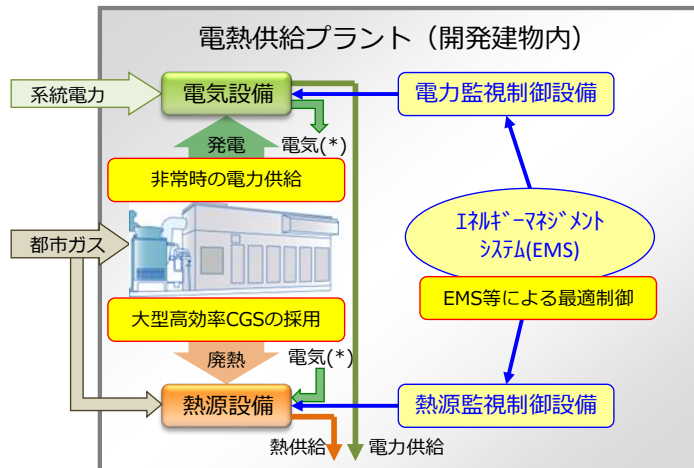 電熱供給プラント（開発建物内）
系統電力
電気設備
電力監視制御設備
発電
電気(*)
非常時の電力供給
都市ガス
ｴﾈﾙｷﾞｰﾏﾈｼﾞﾒﾝﾄ
ｼｽﾃﾑ(EMS)
EMS等による最適制御
大型高効率CGSの採用
廃熱
電気(*)
熱源設備
熱源監視制御設備
熱供給
電力供給